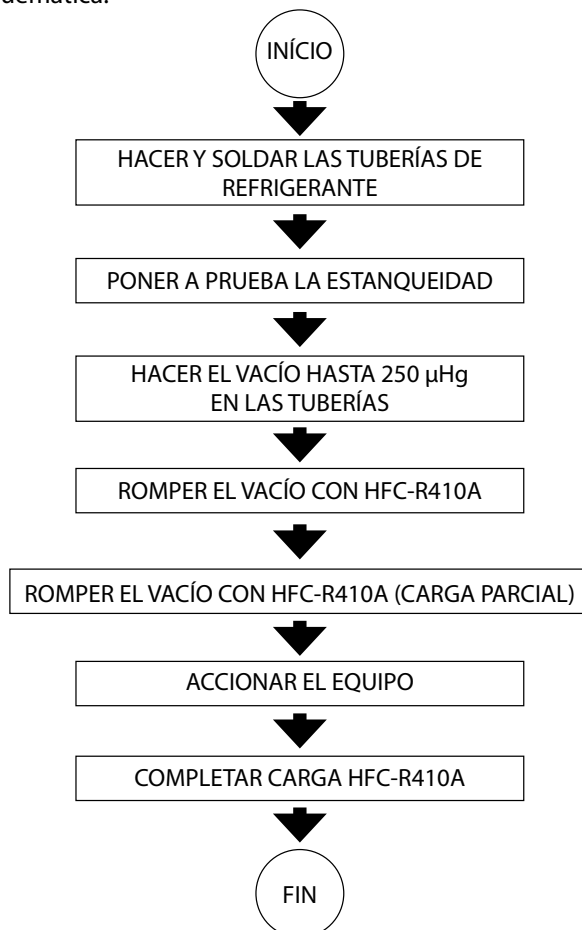 INÍCIO
HACER Y SOLDAR LAS TUBERÍAS DE
REFRIGERANTE
PONER A PRUEBA LA ESTANQUEIDAD
HACER EL VACÍO HASTA 250 µHg
EN LAS TUBERÍAS
ROMPER EL VACÍO CON HFC-R410A
ROMPER EL VACÍO CON HFC-R410A (CARGA PARCIAL)
ACCIONAR EL EQUIPO
COMPLETAR CARGA HFC-R410A
FIN